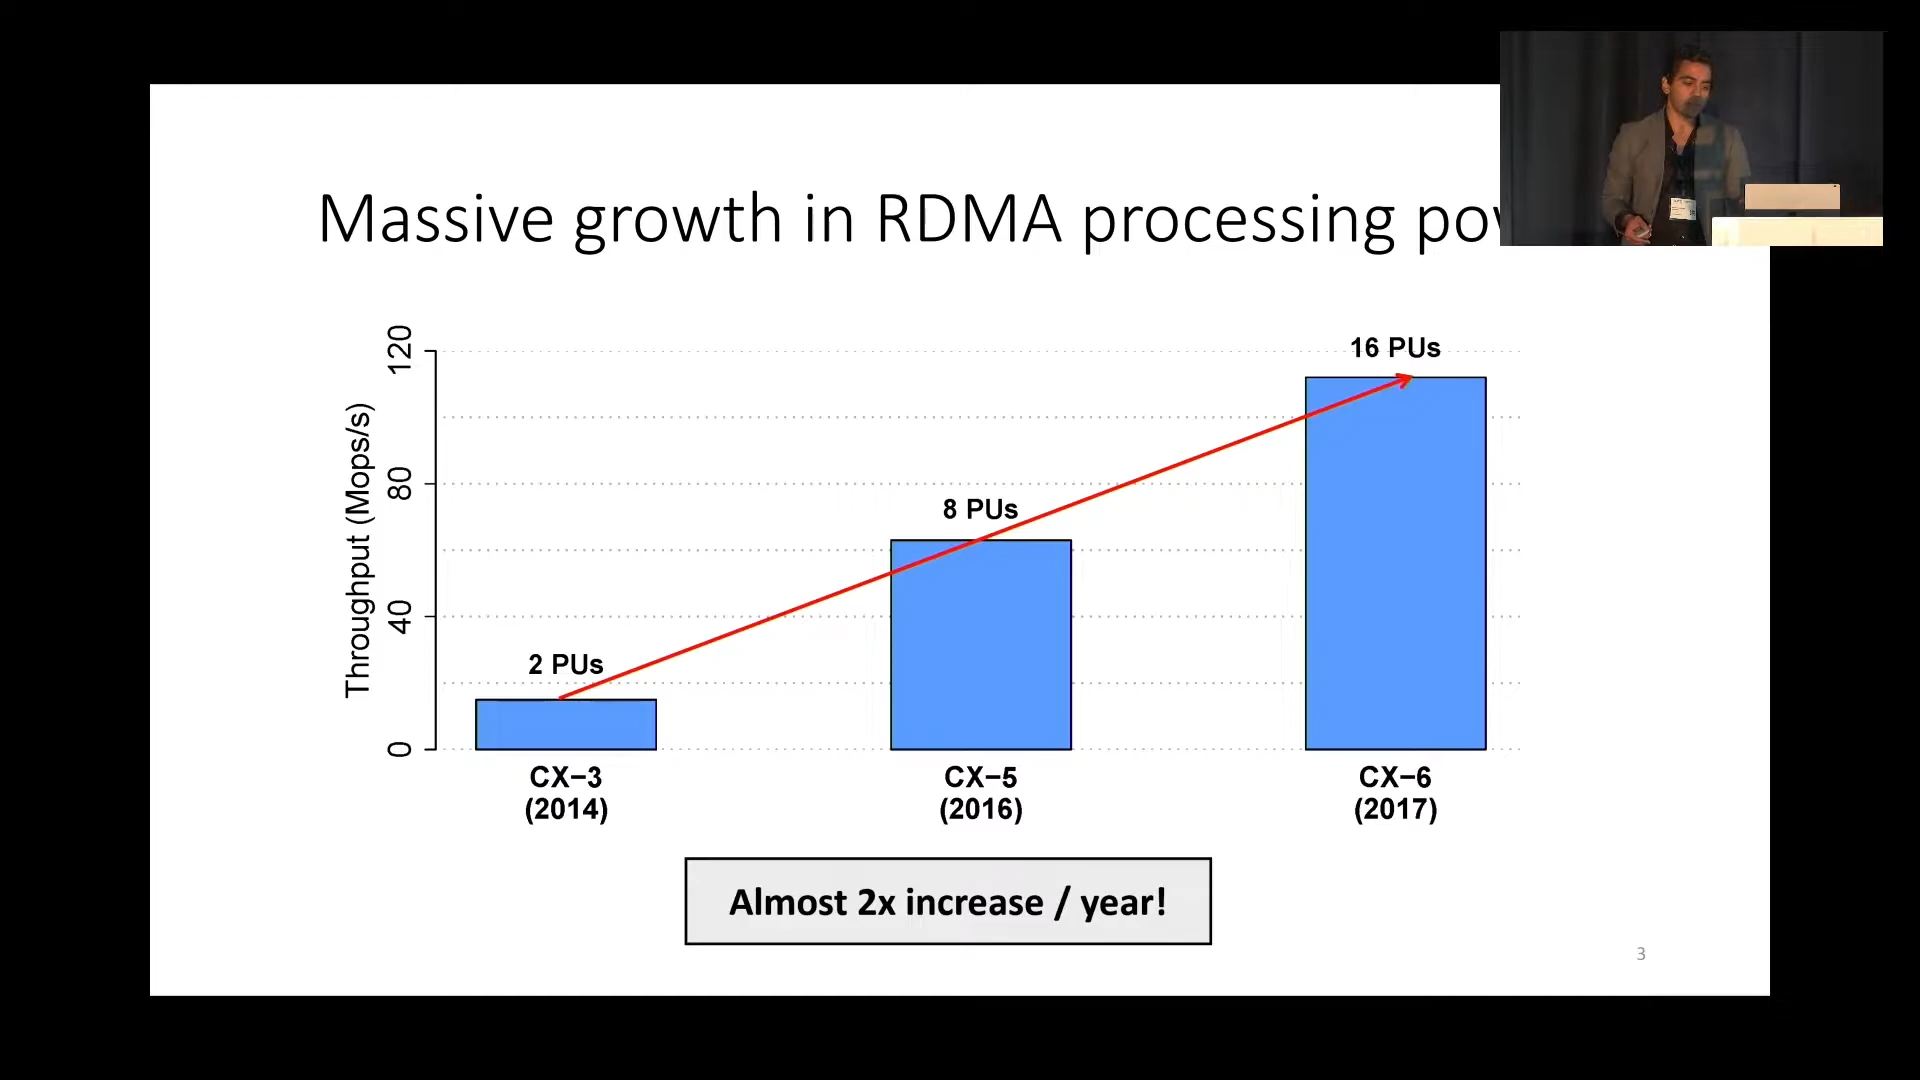 Massive growth in RDMA processing
120
80
40
0
Throughput (Mops/s)
2 PUs
8 PUs
16 PUs
CX−3
(2014)
CX−5
(2016)
CX−6
(2017)
Almost 2x increase / year!
3